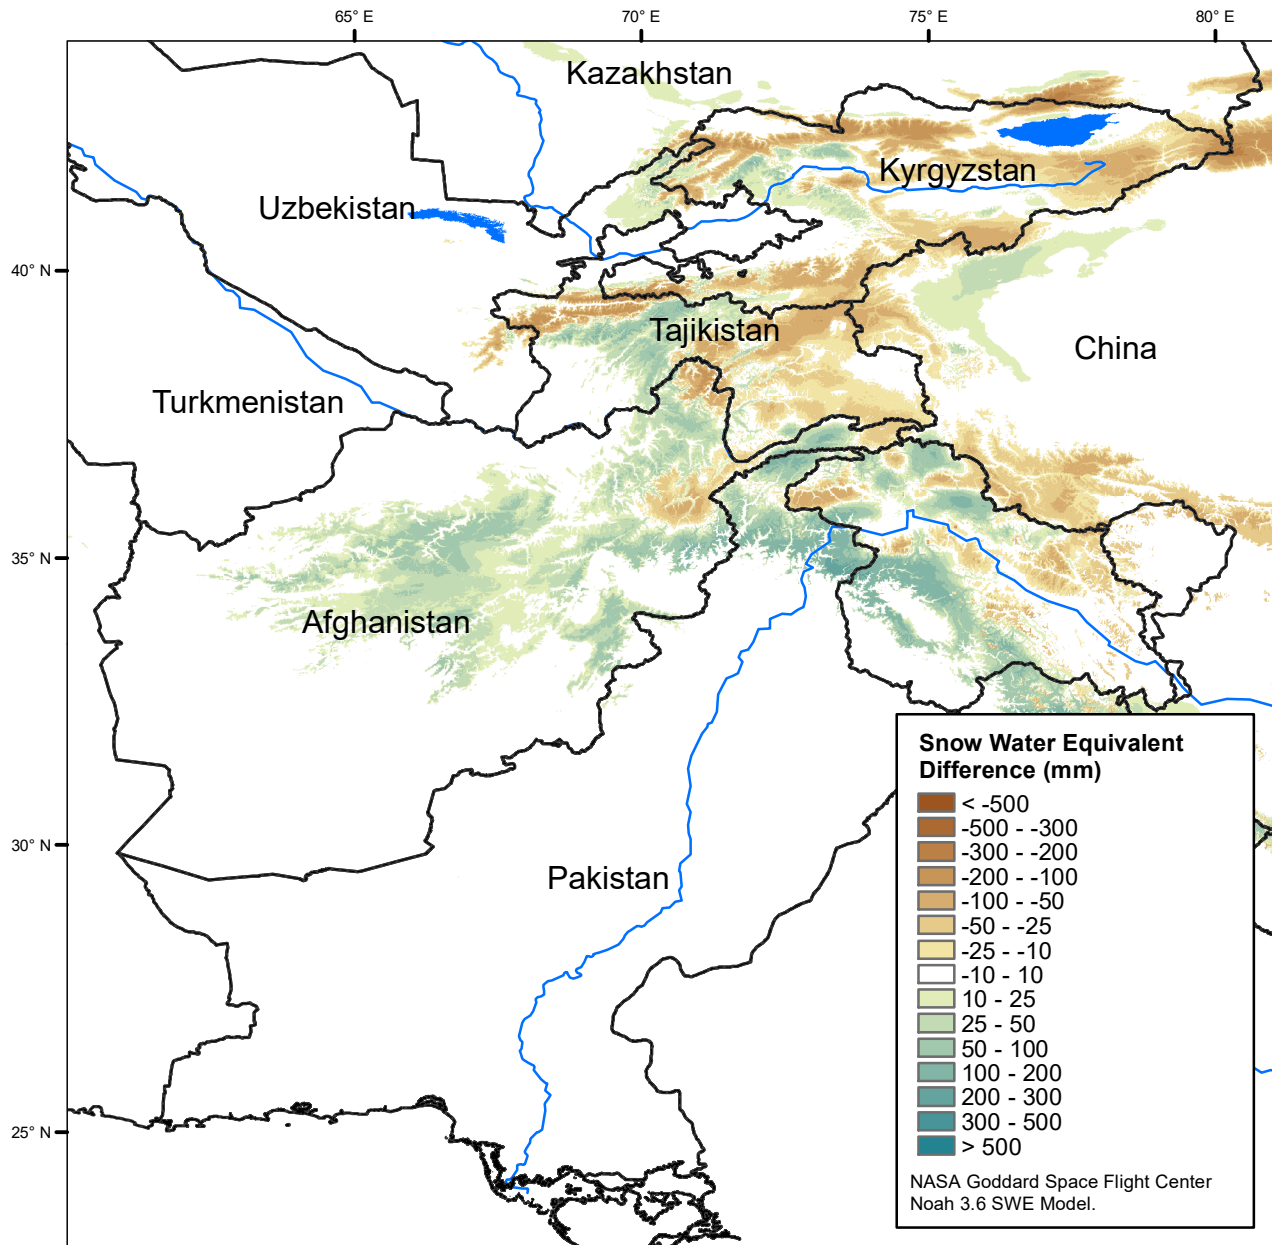 65° E
70° E
75° E
80° E
Kazakhstan
Kyrgyzstan
Uzbekistan
40° N
Tajikistan
China
Turkmenistan
35° N
Afghanistan
30° N
Pakistan
25° N
Snow Water Equivalent
Difference (mm)
< -500
-500 - -300
-300 - -200
-200 - -100
-100 - -50
-50 - -25
-25 - -10
-10 - 10
10 - 25
25 - 50
50 - 100
100 - 200
200 - 300
300 - 500
> 500
NASA Goddard Space Flight Center
Noah 3.6 SWE Model.